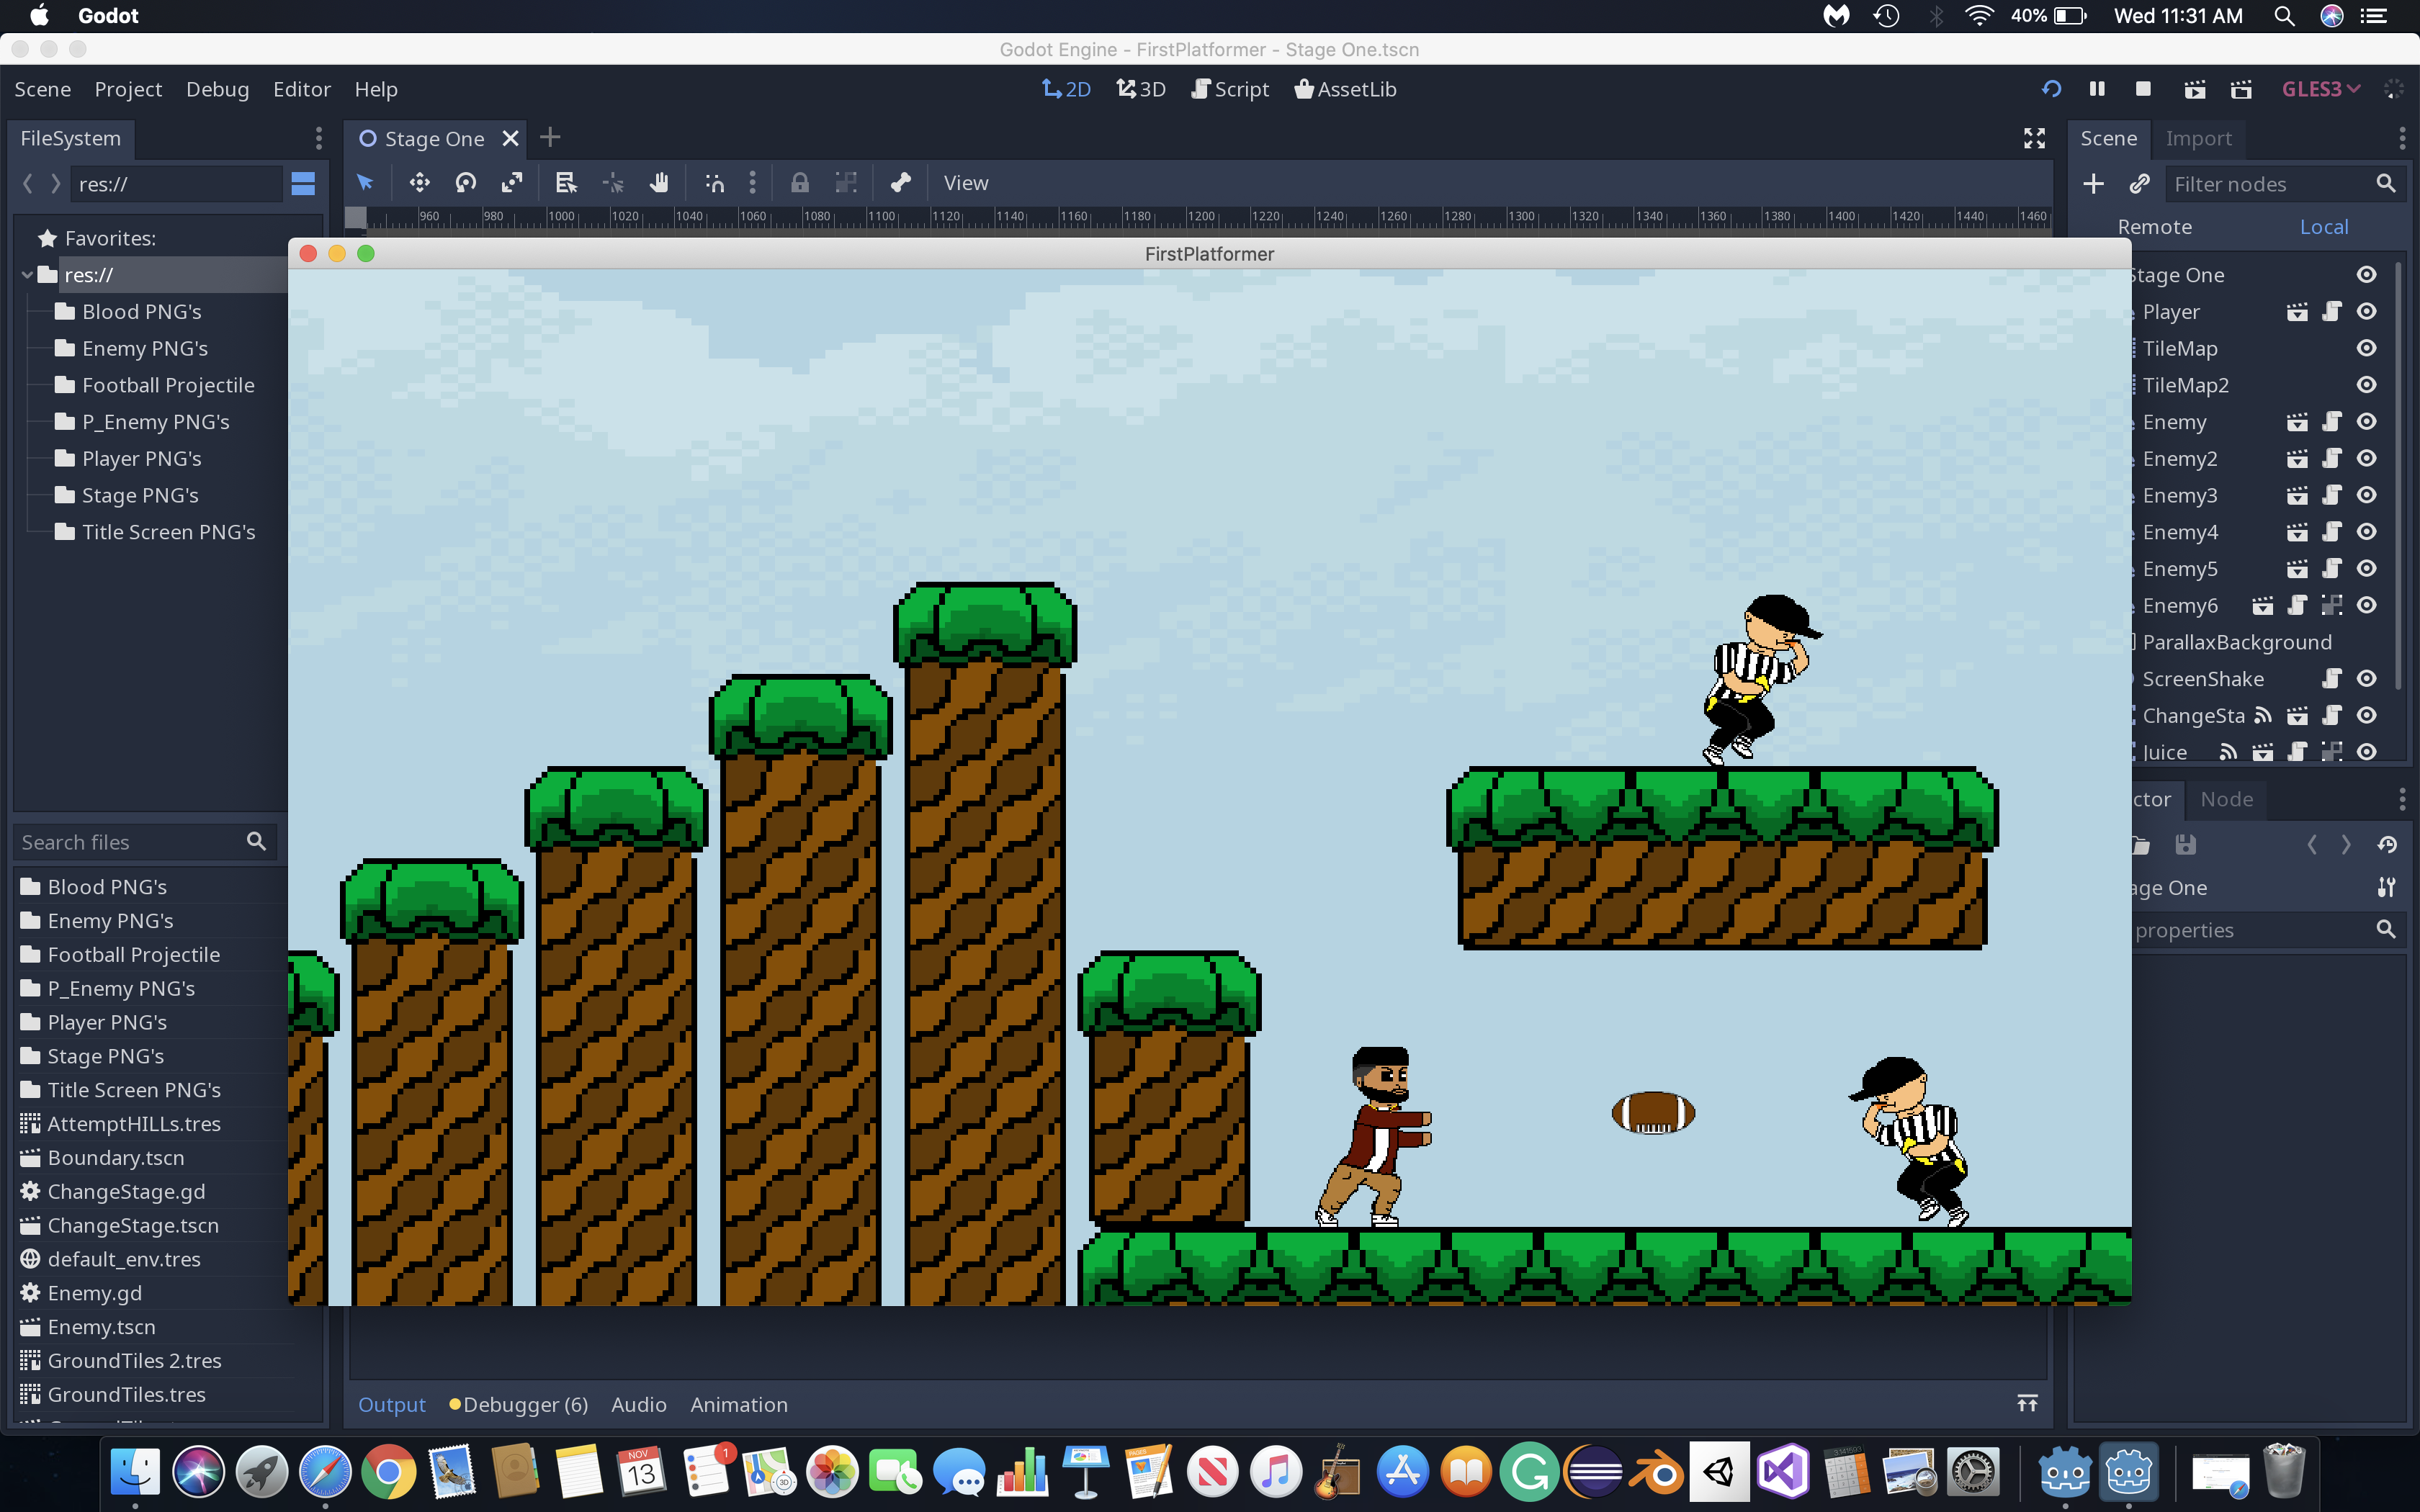 Godot
40%
Wed 11:31 AM
Godot Engine - FirstPlatformer - Stage One.tscn
Scene Project Debug Editor Help
2D 3D Script AssetLib
GLES3
FileSystem
Stage One
Scene Import
res://
View
Filter nodes
960 980 1000 1020 1040 1060 1080 1100 1120 1140 1160 1180 1200 1220 1240 1260 1280 1300 1320 1340 1360 1380 1400 1420 1440 1460
Remote Local
Favorites:
FirstPlatformer
res://
Blood PNG's
Enemy PNG's
Football Projectile
P_Enemy PNG's
Player PNG's
Stage PNG's
Title Screen PNG's
Stage One
Player
TileMap
TileMap2
Enemy
Enemy2
Enemy3
Enemy4
Enemy5
Enemy6
ParallaxBackground
ScreenShake
ChangeSta
Juice
ctor Node
age One
properties
Search files
Blood PNG's
Enemy PNG's
Football Projectile
P_Enemy PNG's
Player PNG's
Stage PNG's
Title Screen PNG's
AttemptHILLs.tres
Boundary.tscn
ChangeStage.gd
ChangeStage.tscn
default_env.tres
Enemy.gd
Enemy.tscn
GroundTiles 2.tres
GroundTiles.tres
Output Debugger (6) Audio Animation
NOV
13
1
3D